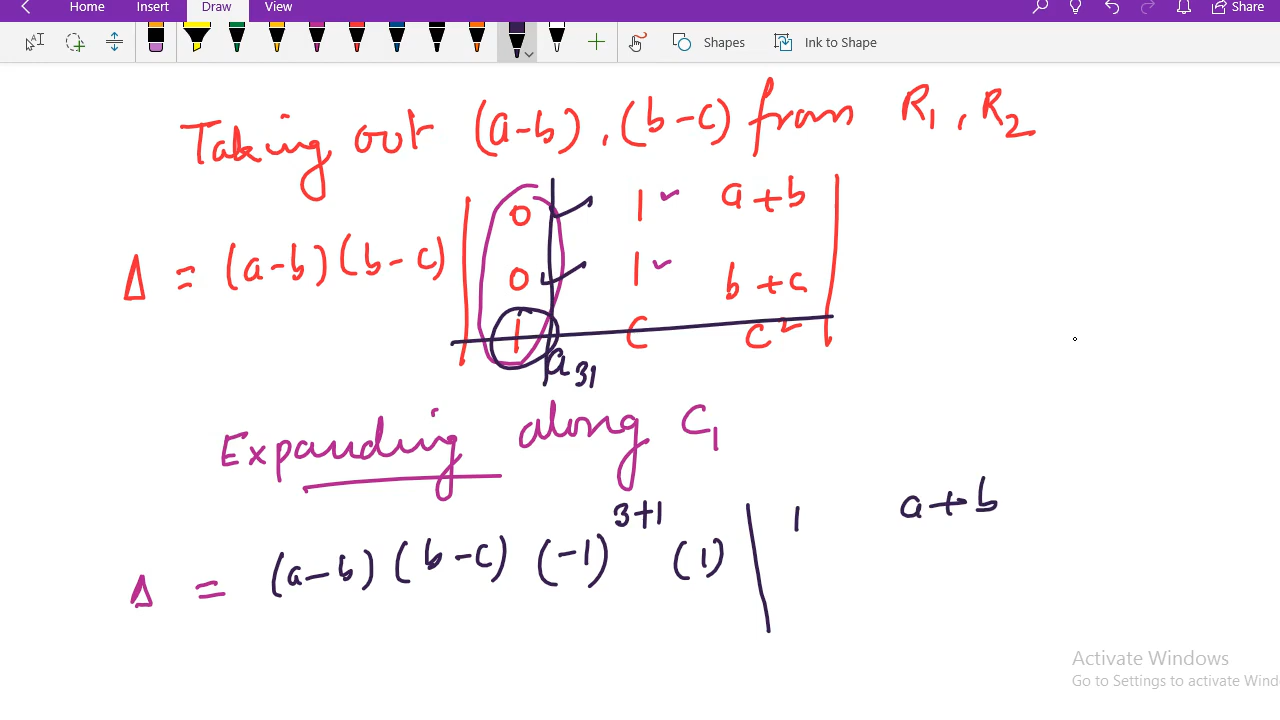 Home Insert Draw View Share
Shapes Ink to Shape
Taking out (a-b), (b-c) from R1, R2
0 1 a+b
Δ = (a-b)(b-c) 0 1 b+c
1 c c²
a31
Expanding along C1
Δ = (a-b)(b-c)(-1)^3+1 (1) | 1 a+b
Activate Windows
Go to Settings to activate Wind